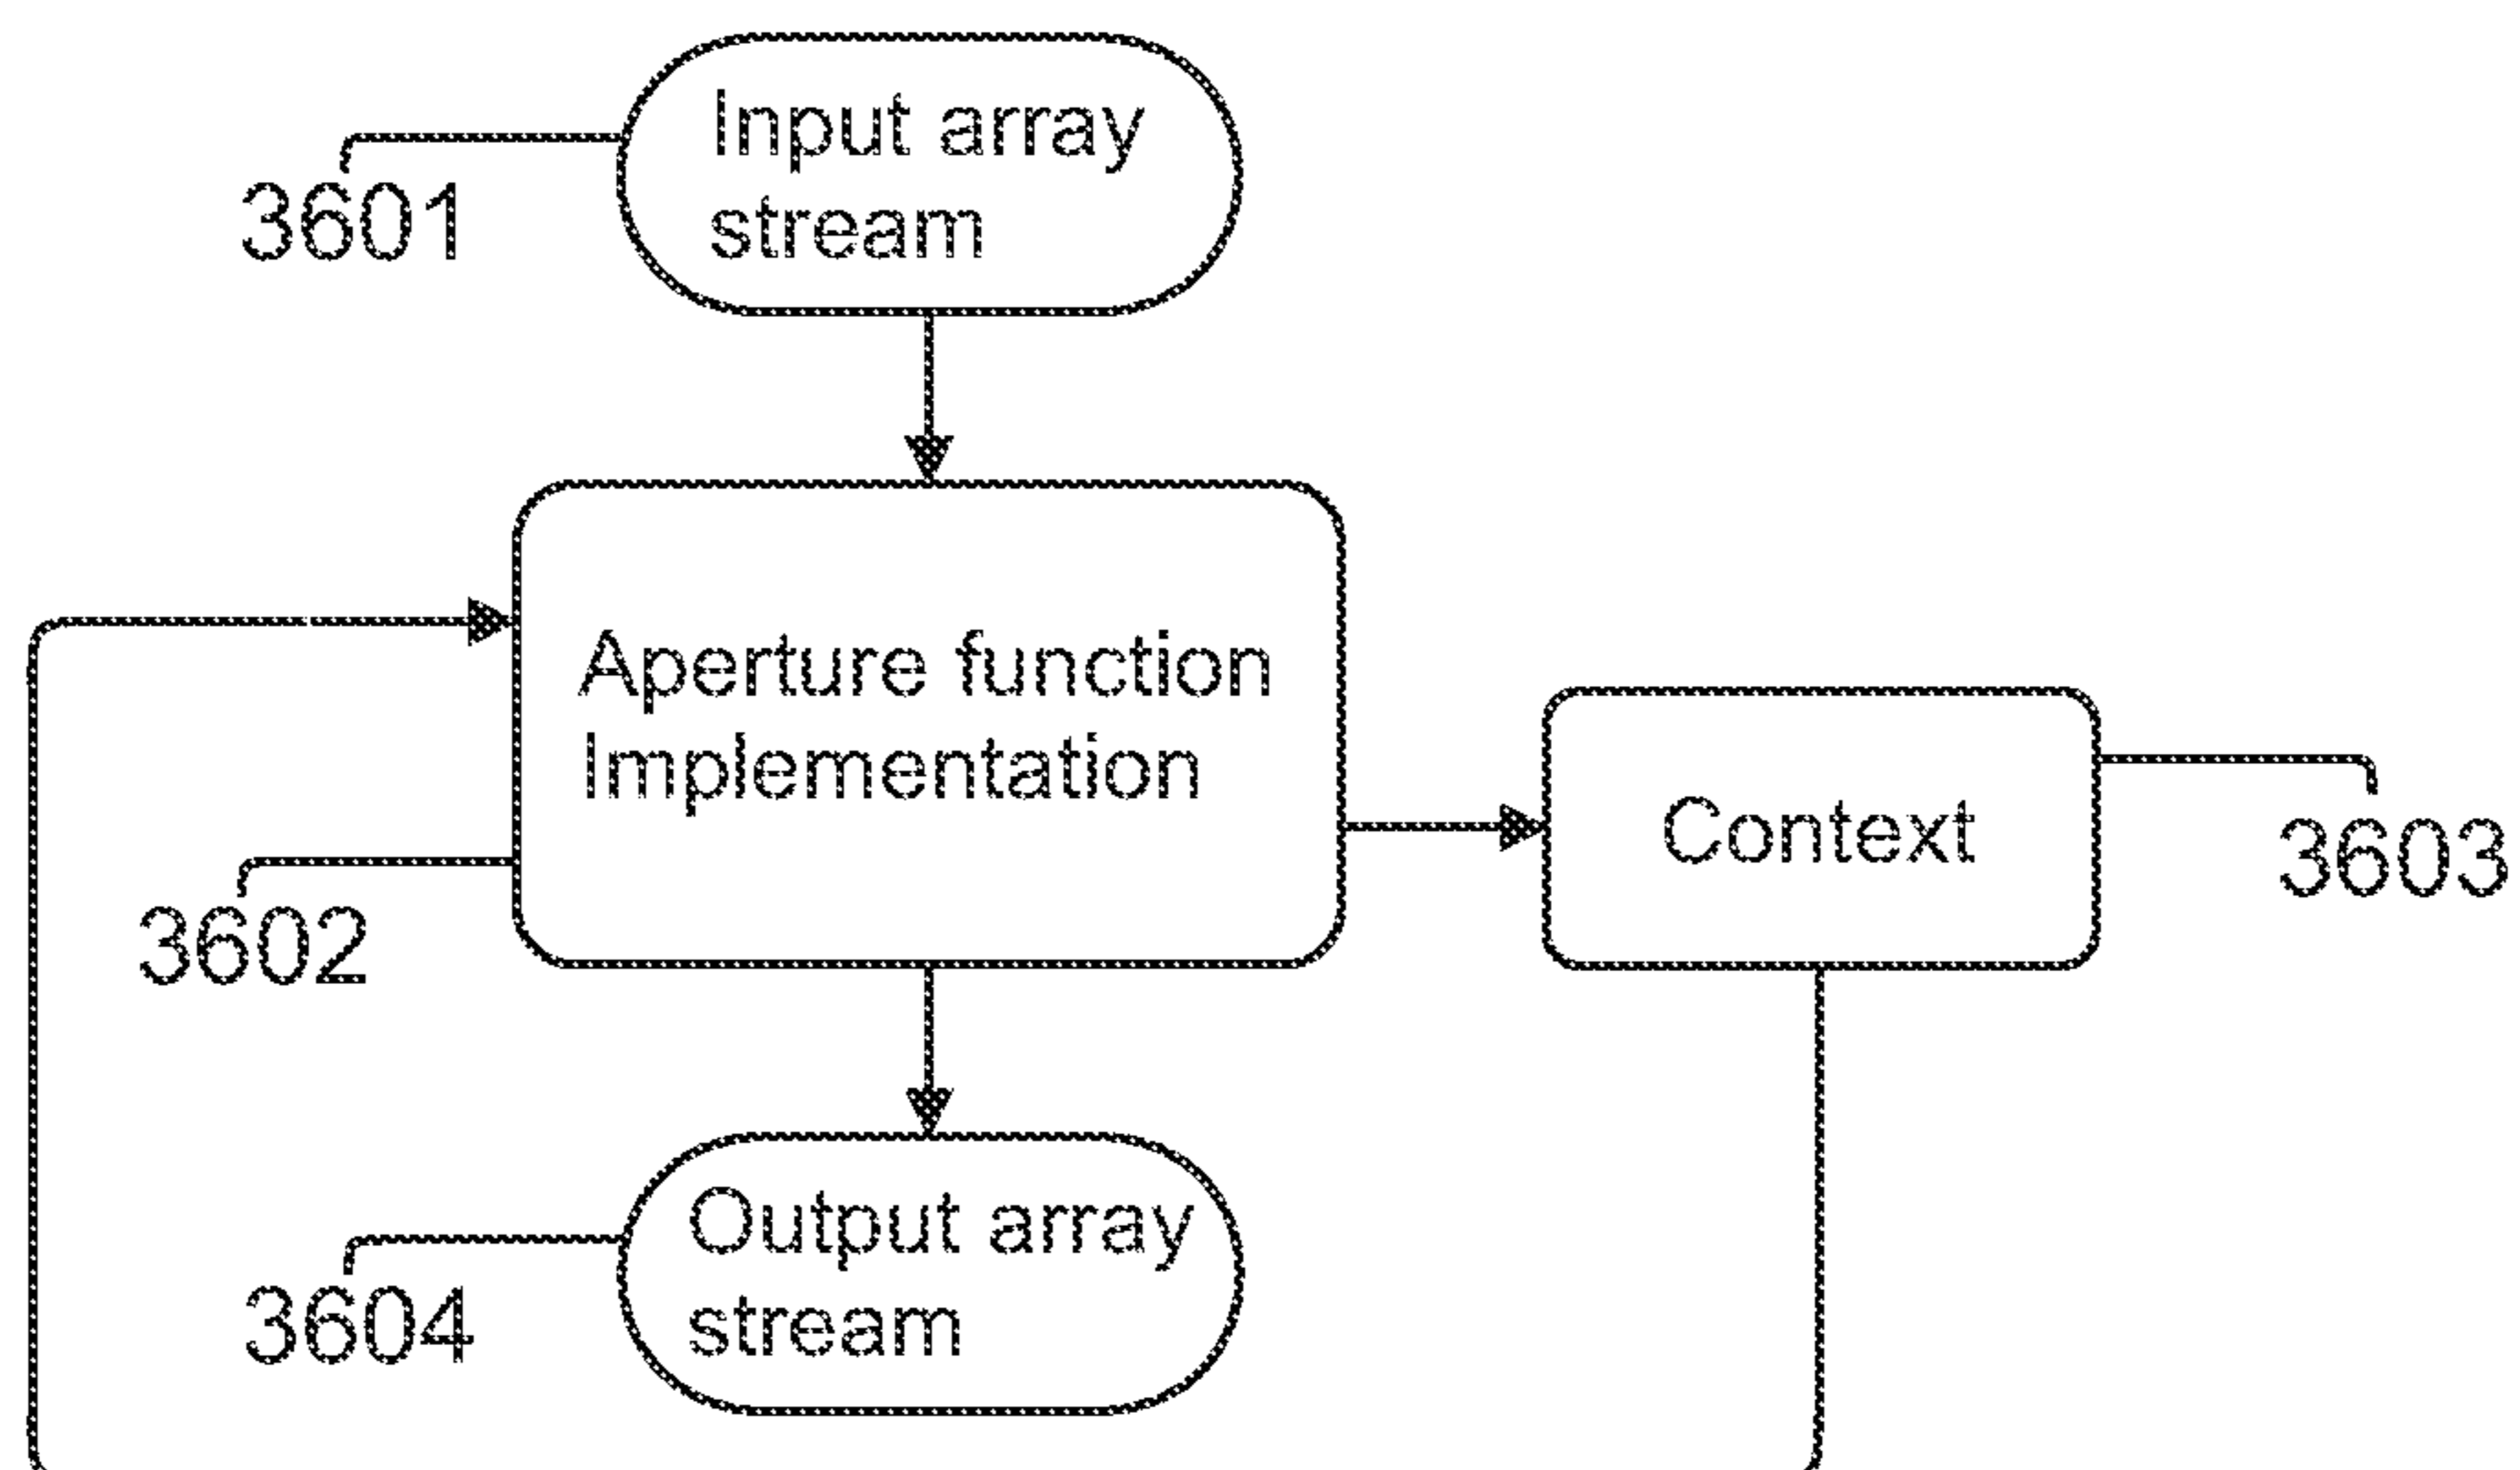 Input array
stream
3601
Aperture function
Implementation
Context
3603
3602
Output array
stream
3604